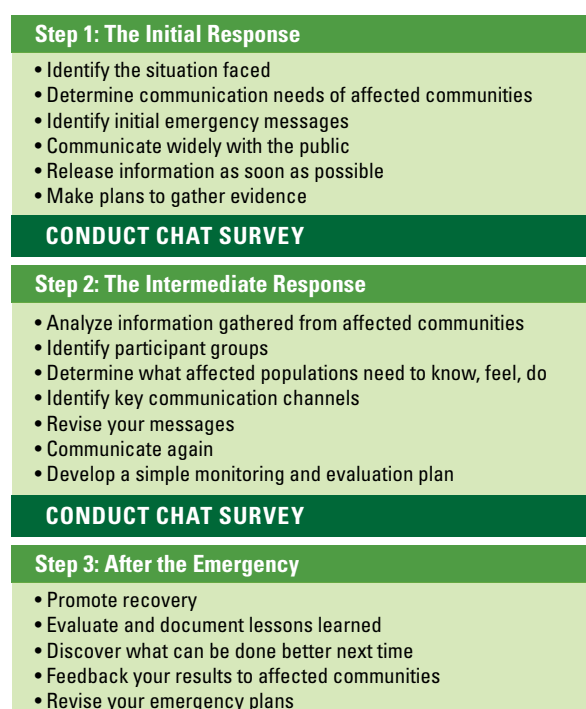 Step 1: The Initial Response
• Identify the situation faced
• Determine communication needs of affected communities
• Identify initial emergency messages
• Communicate widely with the public
• Release information as soon as possible
• Make plans to gather evidence
CONDUCT CHAT SURVEY
Step 2: The Intermediate Response
• Analyze information gathered from affected communities
• Identify participant groups
• Determine what affected populations need to know, feel, do
• Identify key communication channels
• Revise your messages
• Communicate again
• Develop a simple monitoring and evaluation plan
CONDUCT CHAT SURVEY
Step 3: After the Emergency
• Promote recovery
• Evaluate and document lessons learned
• Discover what can be done better next time
• Feedback your results to affected communities
• Revise your emergency plans